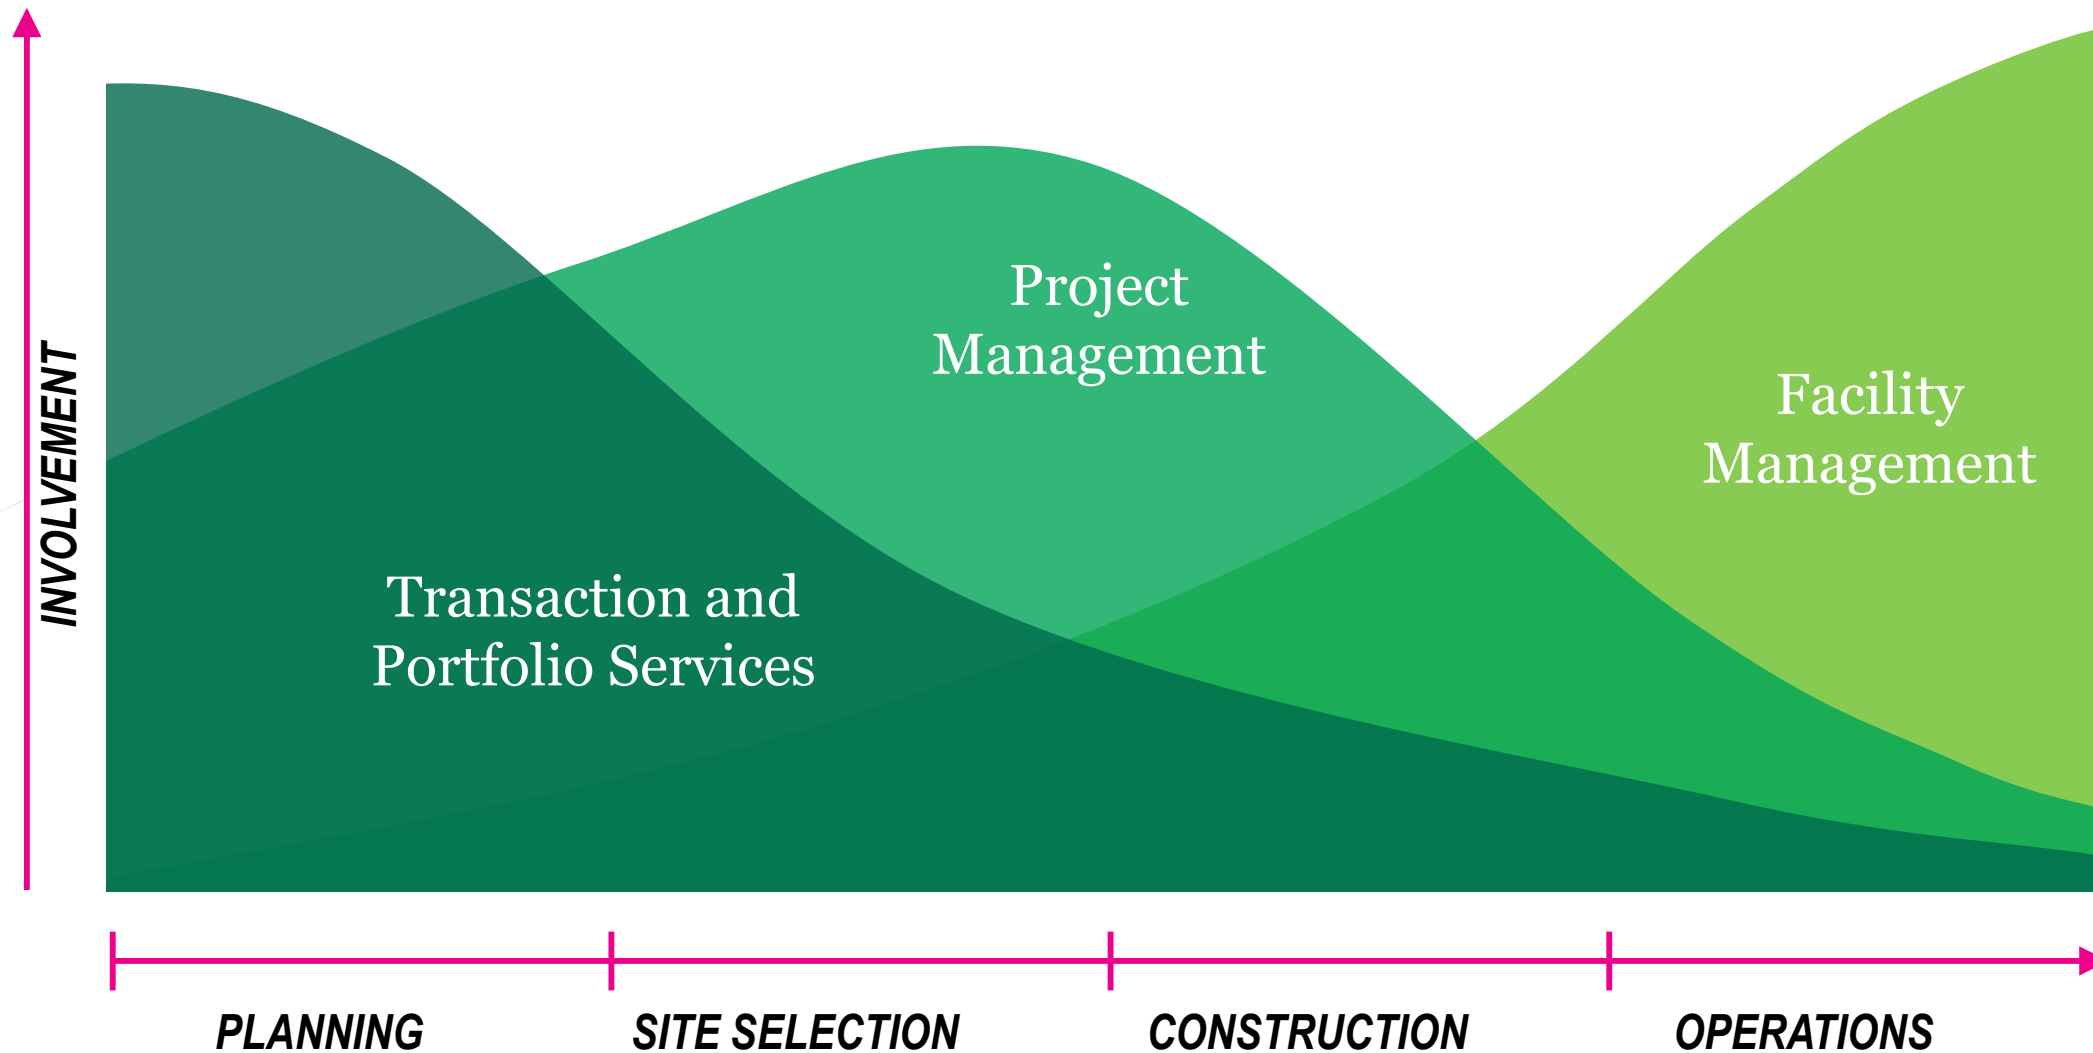 INVOLVEMENT
Project
Management
Facility
Management
Transaction and
Portfolio Services
PLANNING
SITE SELECTION
CONSTRUCTION
OPERATIONS